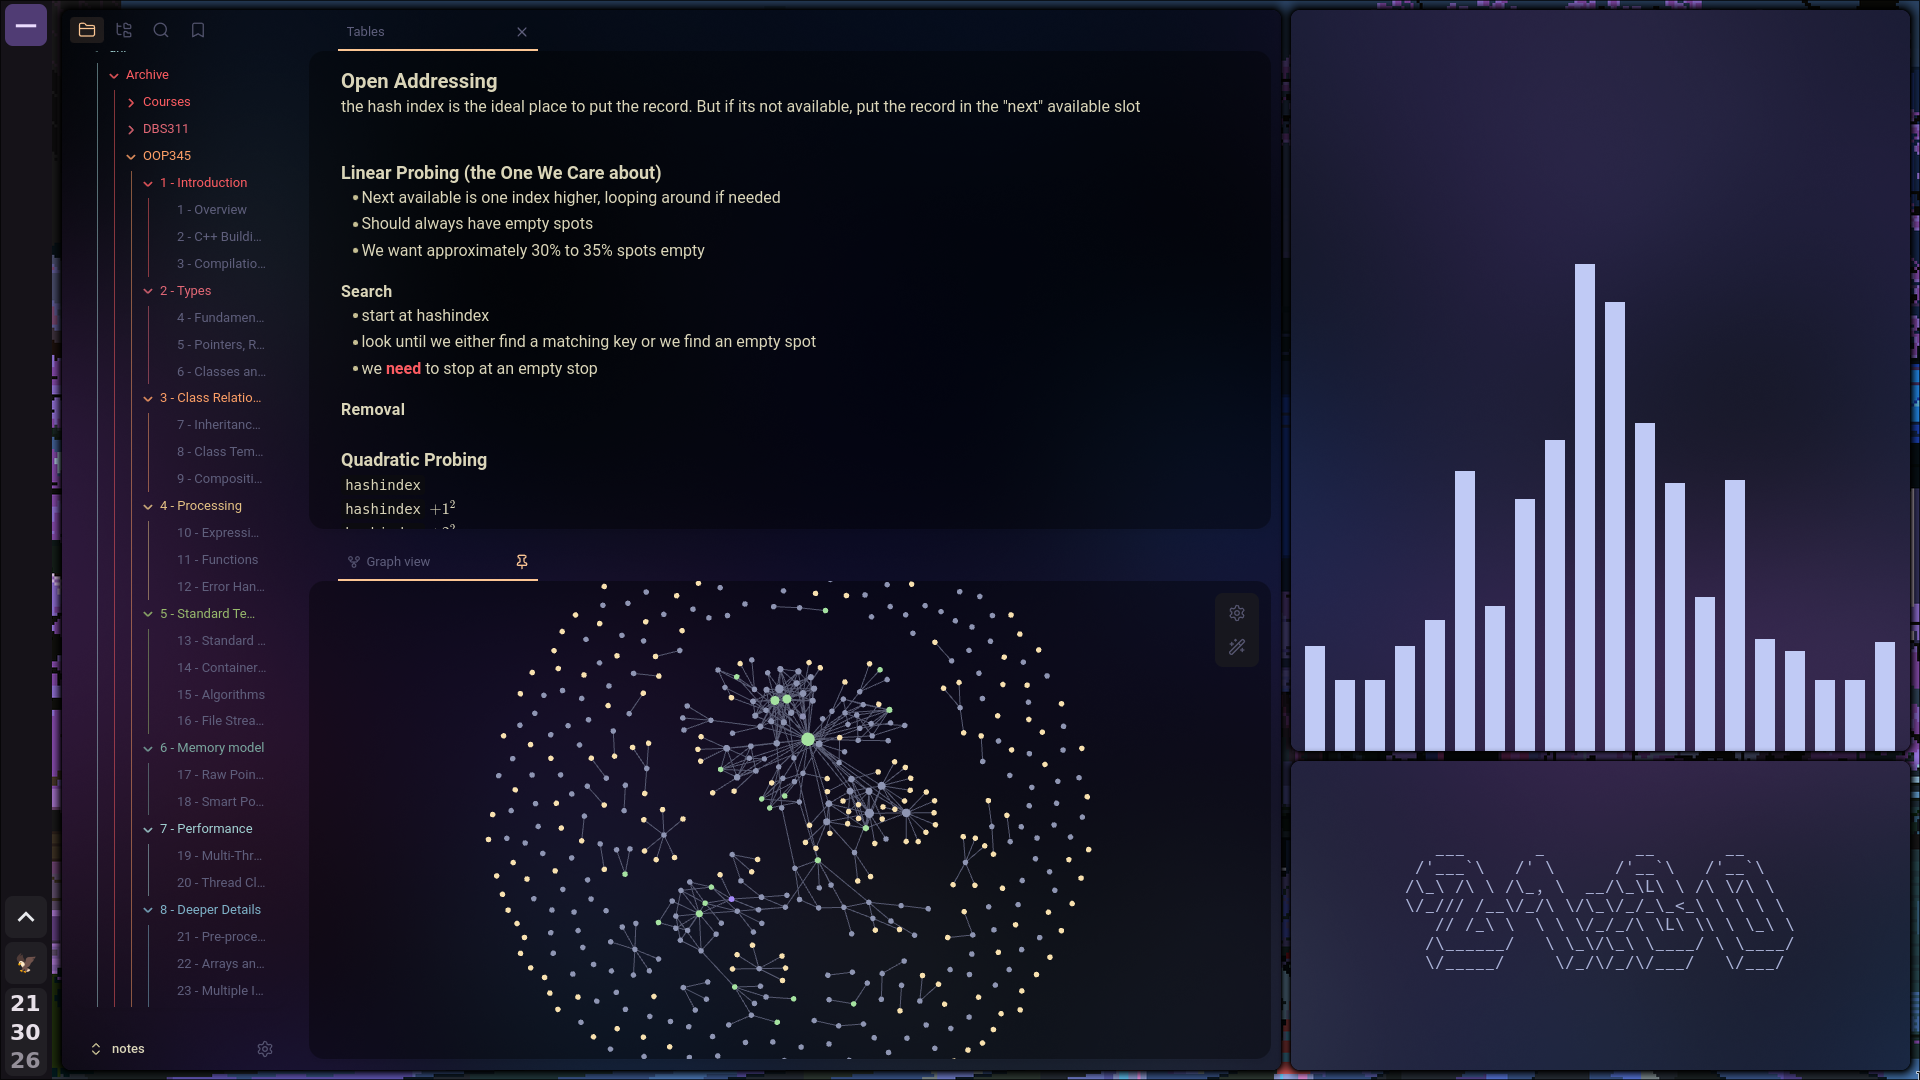 Archive
Courses
DBS311
OOP345
1 - Introduction
1 - Overview
2 - C++ Buildi...
3 - Compilatio...
2 - Types
4 - Fundamen...
5 - Pointers, R...
6 - Classes an...
3 - Class Relatio...
7 - Inheritanc...
8 - Class Tem...
9 - Compositi...
4 - Processing
10 - Expressi...
11 - Functions
12 - Error Han...
5 - Standard Te...
13 - Standard ...
14 - Container...
15 - Algorithms
16 - File Strea...
6 - Memory model
17 - Raw Poin...
18 - Smart Po...
7 - Performance
19 - Multi-Thr...
20 - Thread Cl...
8 - Deeper Details
21 - Pre-proce...
22 - Arrays an...
23 - Multiple I...
notes
21
30
26
Tables
Open Addressing
the hash index is the ideal place to put the record. But if its not available, put the record in the "next" available slot
Linear Probing (the One We Care about)
• Next available is one index higher, looping around if needed
• Should always have empty spots
• We want approximately 30% to 35% spots empty
Search
• start at hashindex
• look until we either find a matching key or we find an empty spot
• we need to stop at an empty stop
Removal
Quadratic Probing
hashindex
hashindex +1²
Graph view